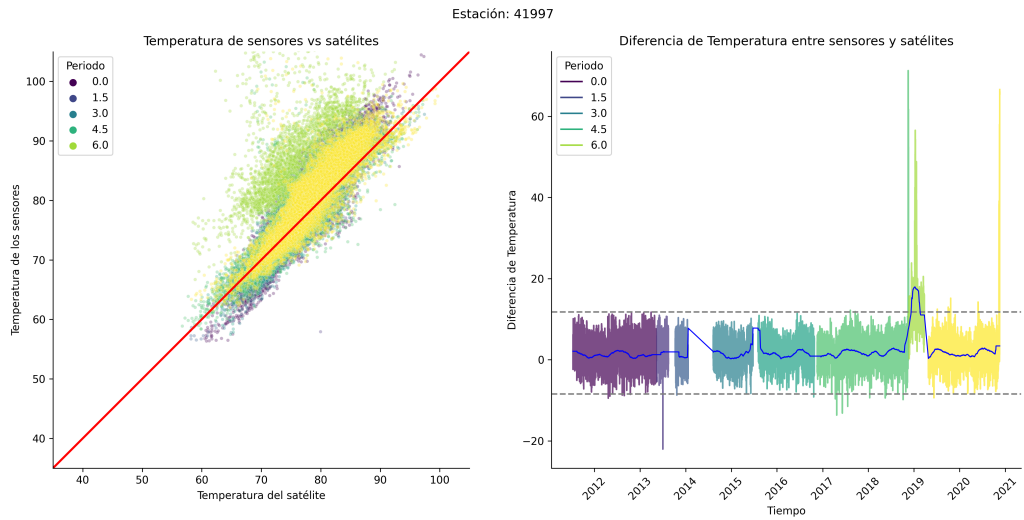 Estación: 41997
Temperatura de sensores vs satélites
Periodo
0.0
1.5
3.0
4.5
6.0
100
90
80
70
60
50
40
40 50 60 70 80 90 100
Temperatura del satélite
Temperatura de los sensores
Diferencia de Temperatura entre sensores y satélites
Periodo
0.0
1.5
3.0
4.5
6.0
60
40
20
0
−20
2012 2013 2014 2015 2016 2017 2018 2019 2020 2021
Tiempo
Diferencia de Temperatura